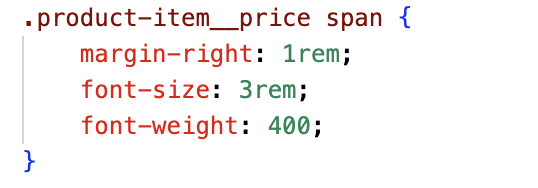 .product-item__price span {
    margin-right: 1rem;
    font-size: 3rem;
    font-weight: 400;
}